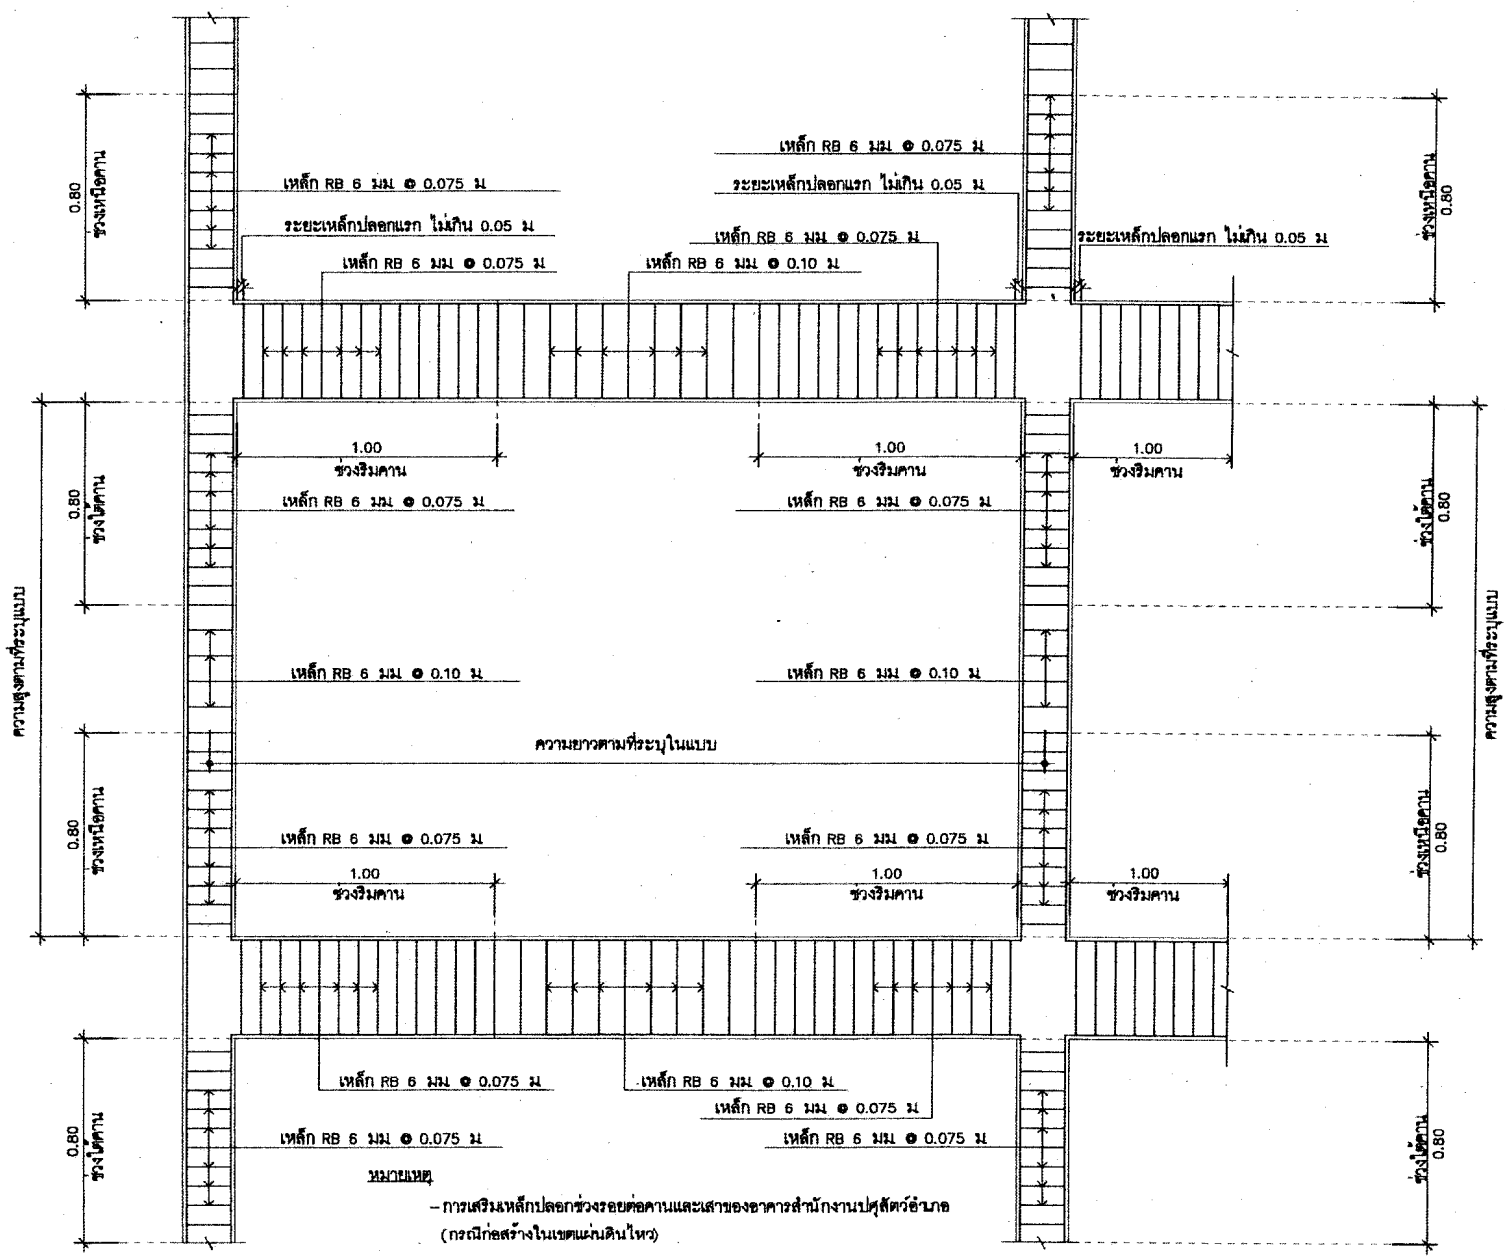 เหล็ก RB 6 มม @ 0.075 ม
เหล็ก RB 6 มม @ 0.075 ม
ระยะเหล็กปลอกแรก ไม่เกิน 0.05 ม
ระยะเหล็กปลอกแรก ไม่เกิน 0.05 ม
เหล็ก RB 6 มม @ 0.075 ม
ระยะเหล็กปลอกแรก ไม่เกิน 0.05 ม
เหล็ก RB 6 มม @ 0.075 ม
เหล็ก RB 6 มม @ 0.10 ม
0.80
ช่วงเหนือคาน
ช่วงเหนือคาน
0.80
1.00
ช่วงริมคาน
1.00
ช่วงริมคาน
1.00
ช่วงริมคาน
เหล็ก RB 6 มม @ 0.075 ม
เหล็ก RB 6 มม @ 0.075 ม
0.80
ช่วงใต้คาน
ช่วงใต้คาน
0.80
ความสูงตามที่ระบุแบบ
ความสูงตามที่ระบุแบบ
เหล็ก RB 6 มม @ 0.10 ม
เหล็ก RB 6 มม @ 0.10 ม
ความยาวตามที่ระบุในแบบ
0.80
ช่วงเหนือคาน
ช่วงเหนือคาน
0.80
เหล็ก RB 6 มม @ 0.075 ม
เหล็ก RB 6 มม @ 0.075 ม
1.00
ช่วงริมคาน
1.00
ช่วงริมคาน
1.00
ช่วงริมคาน
เหล็ก RB 6 มม @ 0.075 ม
เหล็ก RB 6 มม @ 0.10 ม
เหล็ก RB 6 มม @ 0.075 ม
เหล็ก RB 6 มม @ 0.075 ม
เหล็ก RB 6 มม @ 0.075 ม
0.80
ช่วงใต้คาน
ช่วงใต้คาน
0.80
หมายเหตุ
- การเสริมเหล็กปลอกช่วงรอยต่อคานและเสาของอาคารสำนักงานปศุสัตว์อำเภอ
(กรณีก่อสร้างในเขตแผ่นดินไหว)